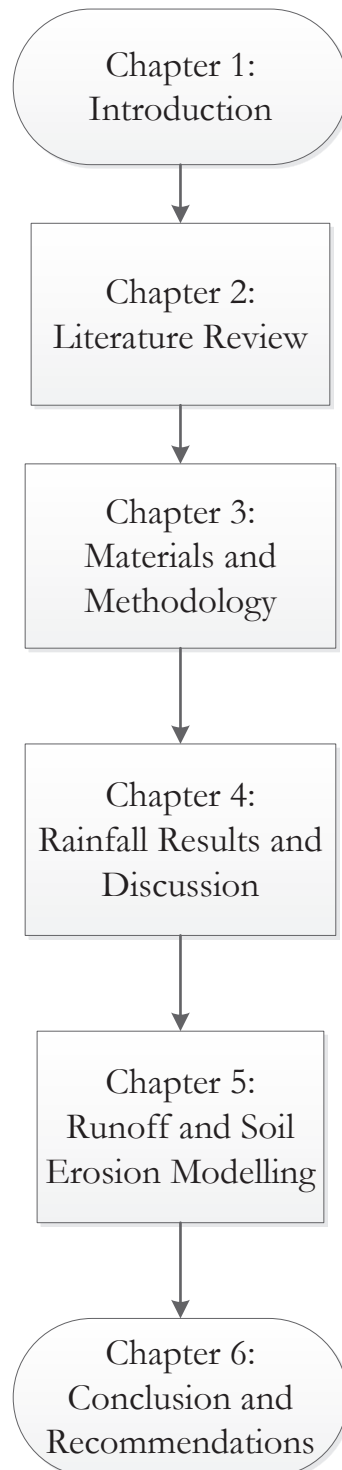 Chapter 1:
Introduction
Chapter 2:
Literature Review
Chapter 3:
Materials and
Methodology
Chapter 4:
Rainfall Results and
Discussion
Chapter 5:
Runoff and Soil
Erosion Modelling
Chapter 6:
Conclusion and
Recommendations